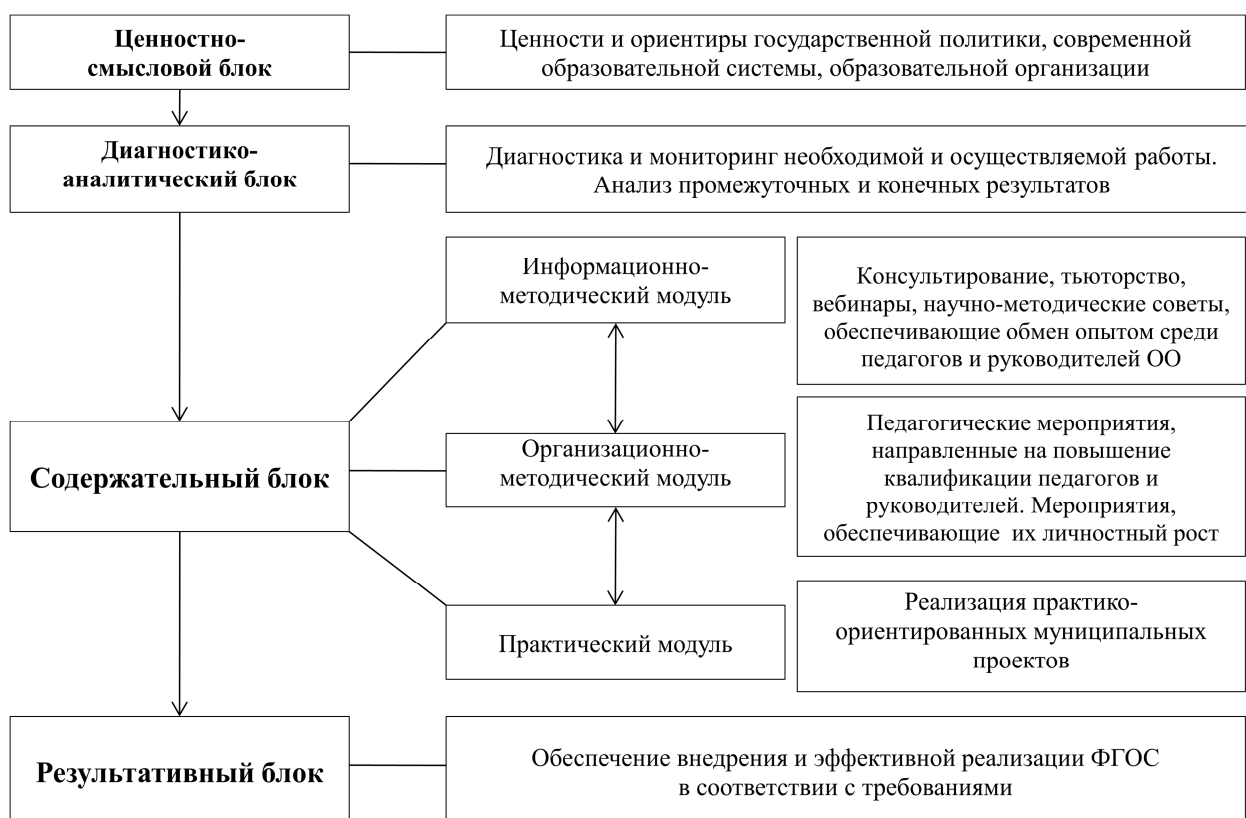 Ценностно-
смысловой блок
Ценности и ориентиры государственной политики, современной
образовательной системы, образовательной организации
Диагностико-
аналитический блок
Диагностика и мониторинг необходимой и осуществляемой работы.
Анализ промежуточных и конечных результатов
Информационно-
методический модуль
Консультирование, тьюторство,
вебинары, научно-методические советы,
обеспечивающие обмен опытом среди
педагогов и руководителей ОО
Содержательный блок
Организационно-
методический модуль
Педагогические мероприятия,
направленные на повышение
квалификации педагогов и
руководителей. Мероприятия,
обеспечивающие их личностный рост
Практический модуль
Реализация практико-
ориентированных муниципальных
проектов
Результативный блок
Обеспечение внедрения и эффективной реализации ФГОС
в соответствии с требованиями